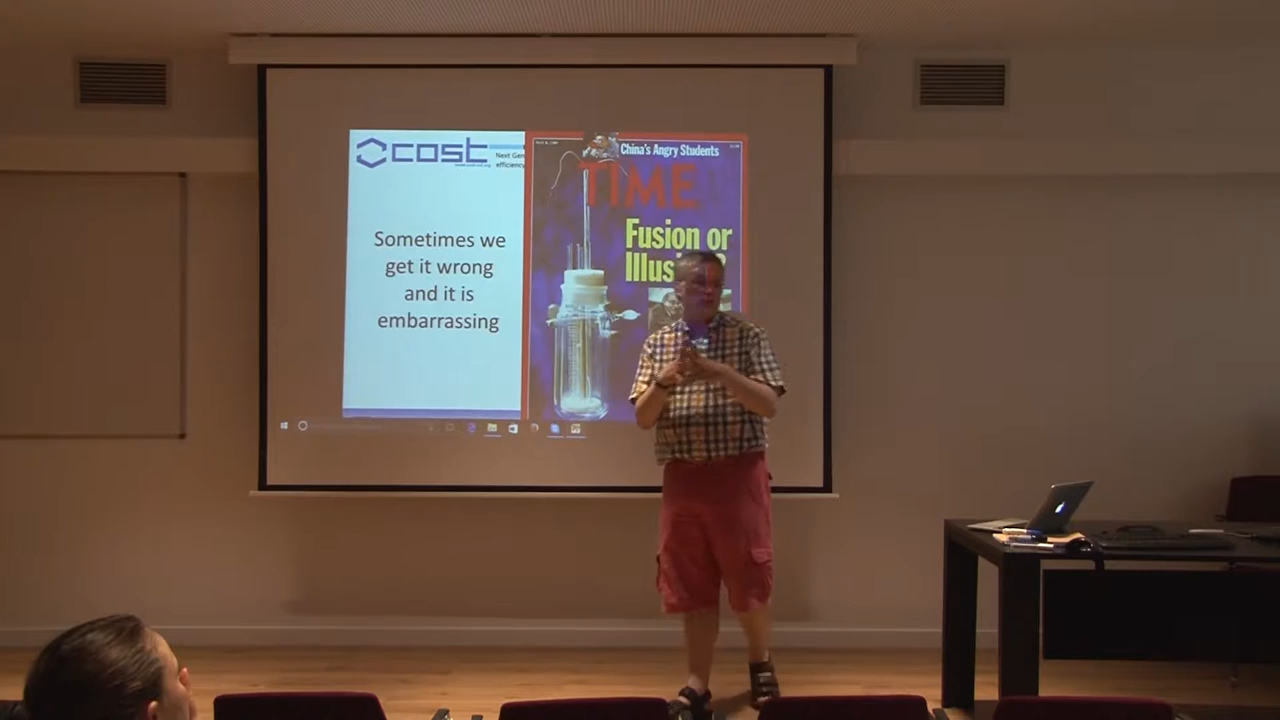 cost
Next Gen
efficiency
Sometimes we
get it wrong
and it is
embarrassing
China's Angry Students
TIME
Fusion or